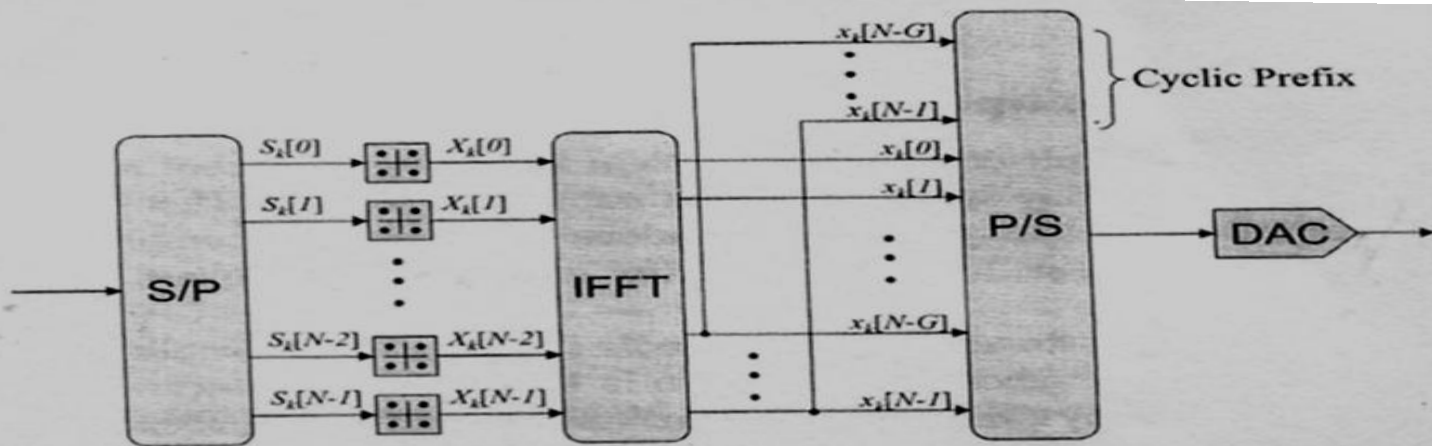 x_k[N-G]
x_k[N-1]
Cyclic Prefix
S_k[0] X_k[0] x_k[0]
S_k[1] X_k[1] x_k[1]
S/P IFFT P/S DAC
S_k[N-2] X_k[N-2] x_k[N-G]
S_k[N-1] X_k[N-1] x_k[N-1]